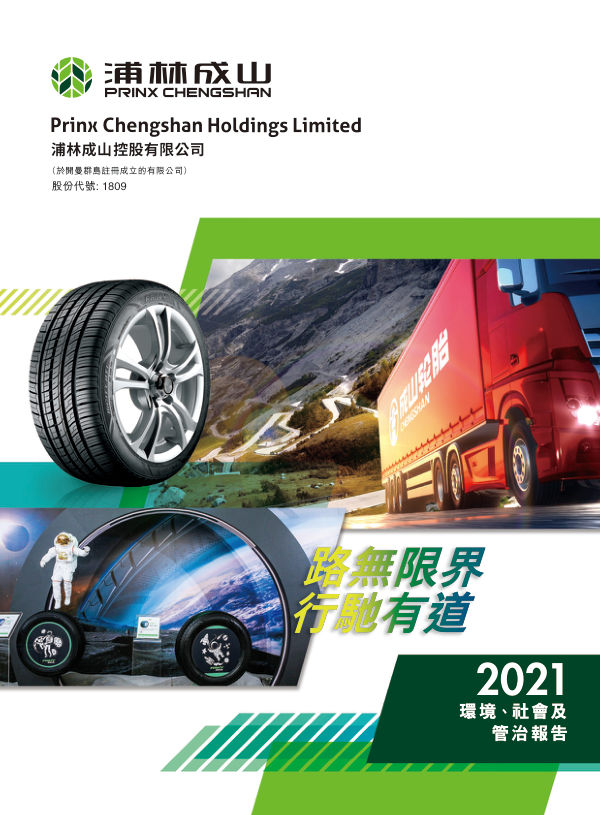 浦林成山
PRINX CHENGSHAN
Prinx Chengshan Holdings Limited
浦林成山控股有限公司
（於開曼群島註冊成立的有限公司）
股份代號: 1809
成山轮胎
CHENGSHAN
路無限界
行馳有道
2021
環境、社會及
管治報告